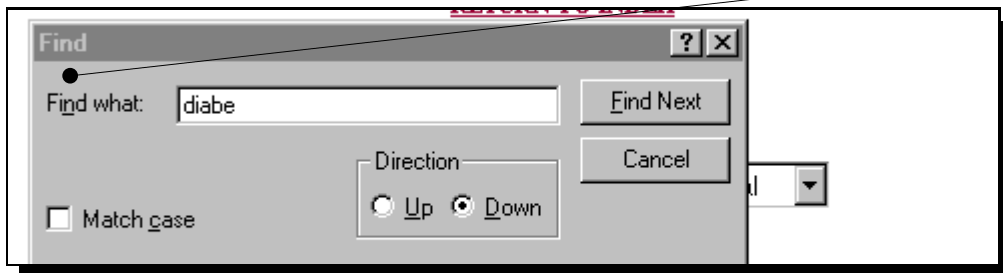 Find
Find what: diabe Find Next
Direction Cancel
Match case Up Down